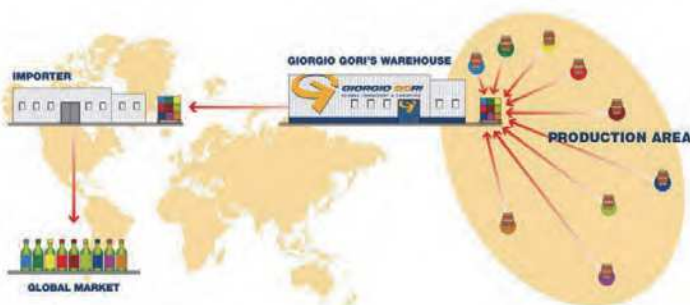 GIORGIO GORI'S WAREHOUSE
IMPORTER
GIORGIO GORI
PRODUCTION AREA
GLOBAL MARKET